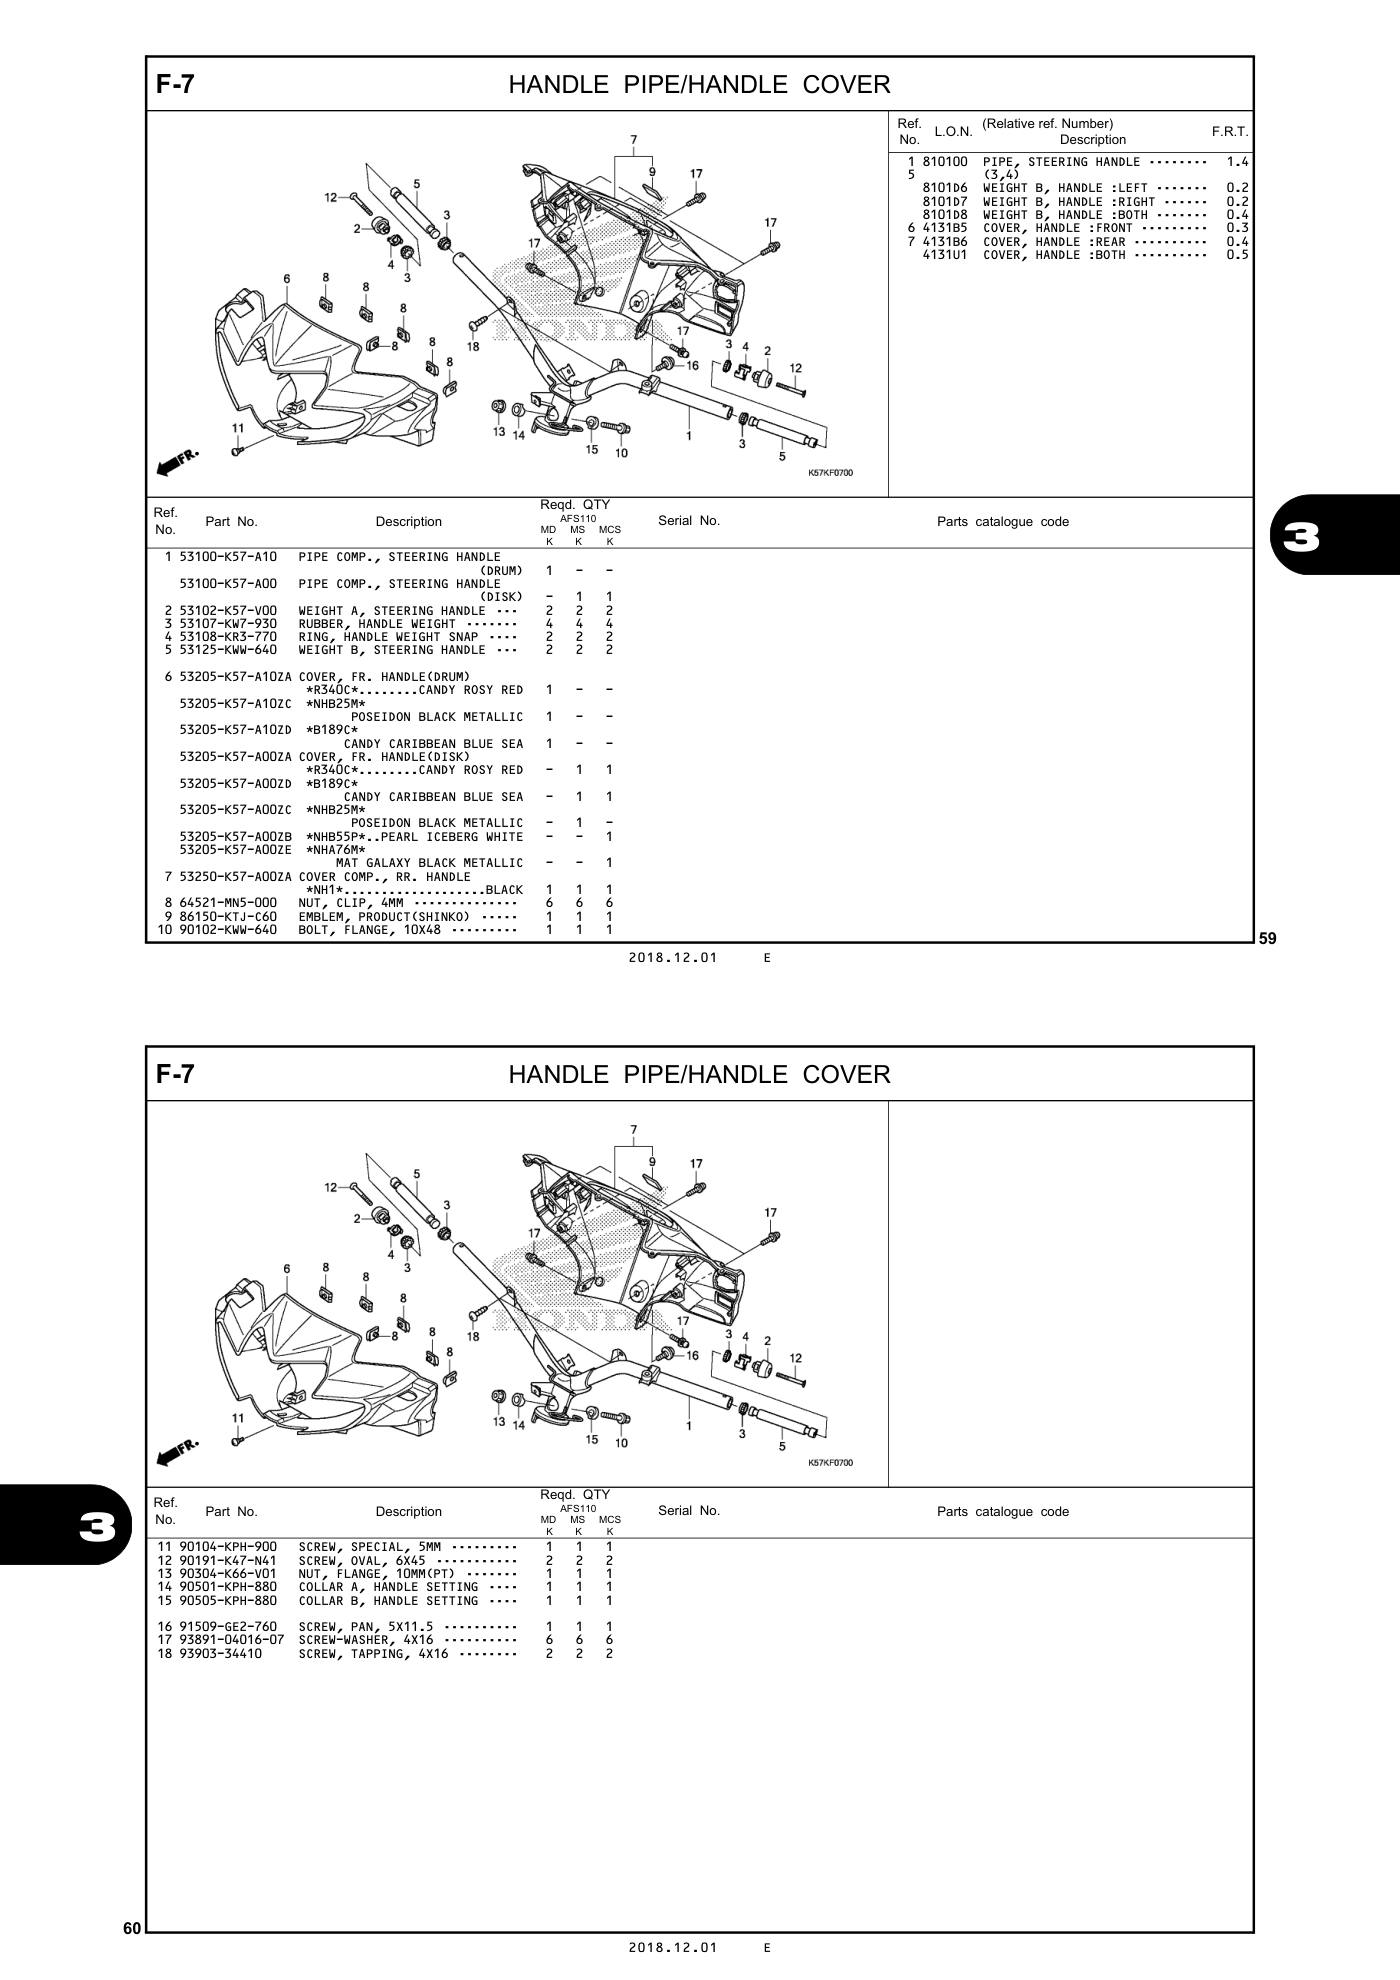 F-7
HANDLE PIPE/HANDLE COVER
7
9
17
12
5
3
17
2
17
4
3
6
8
8
8
18
8
8
8
17
3
4
2
16
12
11
13
14
15
10
1
3
5
FR.
HONDA
K57KF0700
Ref. No. L.O.N. (Relative ref. Number) Description F.R.T.
1 810100 PIPE, STEERING HANDLE -------- 1.4
5 (3,4)
8101D6 WEIGHT B, HANDLE :LEFT ------- 0.2
8101D7 WEIGHT B, HANDLE :RIGHT ------ 0.2
8101D8 WEIGHT B, HANDLE :BOTH ------- 0.4
6 4131B5 COVER, HANDLE :FRONT --------- 0.3
7 4131B6 COVER, HANDLE :REAR ---------- 0.4
4131U1 COVER, HANDLE :BOTH ---------- 0.5
3
Ref. No. Part No. Description Reqd. QTY Serial No. Parts catalogue code
AFS110
MD MS MCS
K K K
1 53100-K57-A10 PIPE COMP., STEERING HANDLE
(DRUM) 1 - -
53100-K57-A00 PIPE COMP., STEERING HANDLE
(DISK) - 1 1
2 53102-K57-V00 WEIGHT A, STEERING HANDLE --- 2 2 2
3 53107-KW7-930 RUBBER, HANDLE WEIGHT ------- 4 4 4
4 53108-KR3-770 RING, HANDLE WEIGHT SNAP ---- 2 2 2
5 53125-KWW-640 WEIGHT B, STEERING HANDLE --- 2 2 2
6 53205-K57-A10ZA COVER, FR. HANDLE(DRUM)
*R340C*........CANDY ROSY RED 1 - -
53205-K57-A10ZC *NHB25M*
POSEIDON BLACK METALLIC 1 - -
53205-K57-A10ZD *B189C*
CANDY CARIBBEAN BLUE SEA 1 - -
53205-K57-A00ZA COVER, FR. HANDLE(DISK)
*R340C*........CANDY ROSY RED - 1 1
53205-K57-A00ZD *B189C*
CANDY CARIBBEAN BLUE SEA - 1 1
53205-K57-A00ZC *NHB25M*
POSEIDON BLACK METALLIC - 1 -
53205-K57-A00ZB *NHB55P*..PEARL ICEBERG WHITE - - 1
53205-K57-A00ZE *NHA76M*
MAT GALAXY BLACK METALLIC - - 1
7 53250-K57-A00ZA COVER COMP., RR. HANDLE
*NH1*...................BLACK 1 1 1
8 64521-MN5-000 NUT, CLIP, 4MM -------------- 6 6 6
9 86150-KTJ-C60 EMBLEM, PRODUCT(SHINKO) ----- 1 1 1
10 90102-KWW-640 BOLT, FLANGE, 10X48 --------- 1 1 1
59
2018.12.01 E
F-7
HANDLE PIPE/HANDLE COVER
7
9
17
12
5
3
17
2
17
4
3
6
8
8
8
18
8
8
8
17
3
4
2
16
12
11
13
14
15
10
1
3
5
FR.
HONDA
K57KF0700
3
Ref. No. Part No. Description Reqd. QTY Serial No. Parts catalogue code
AFS110
MD MS MCS
K K K
11 90104-KPH-900 SCREW, SPECIAL, 5MM --------- 1 1 1
12 90191-K47-N41 SCREW, OVAL, 6X45 ----------- 2 2 2
13 90304-K66-V01 NUT, FLANGE, 10MM(PT) ------- 1 1 1
14 90501-KPH-880 COLLAR A, HANDLE SETTING ---- 1 1 1
15 90505-KPH-880 COLLAR B, HANDLE SETTING ---- 1 1 1
16 91509-GE2-760 SCREW, PAN, 5X11.5 ---------- 1 1 1
17 93891-04016-07 SCREW-WASHER, 4X16 ---------- 6 6 6
18 93903-34410 SCREW, TAPPING, 4X16 -------- 2 2 2
60
2018.12.01 E